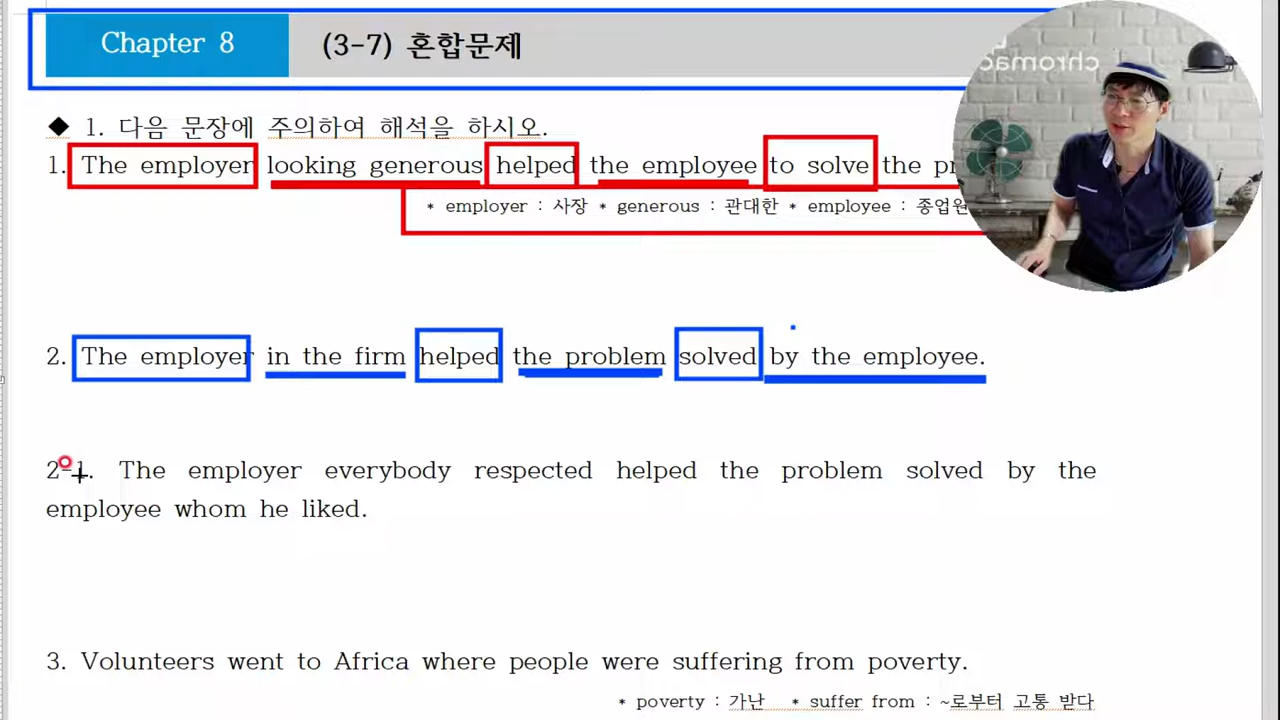 Chapter 8
(3-7) 혼합문제
chromac
◆ 1. 다음 문장에 주의하여 해석을 하시오.
1. The employer looking generous helped the employee to solve the
* employer : 사장 * generous : 관대한 * employee : 종업원
2. The employer in the firm helped the problem solved by the employee.
2-1. The employer everybody respected helped the problem solved by the
employee whom he liked.
3. Volunteers went to Africa where people were suffering from poverty.
* poverty : 가난 * suffer from : ~로부터 고통 받다